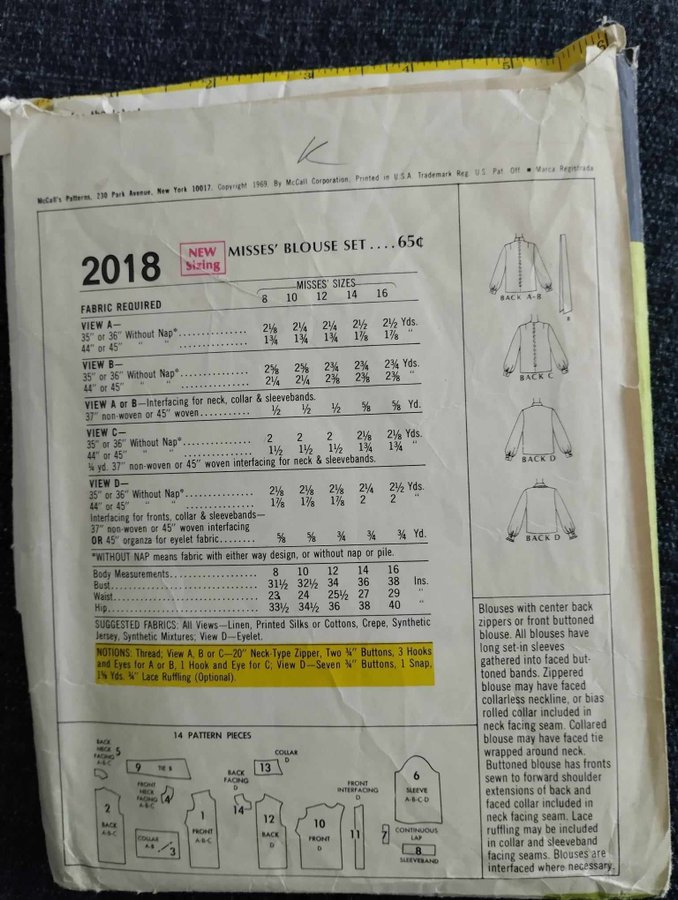 1 2 3 4 5 6
K
McCall's Patterns, 230 Park Avenue, New York 10017. Copyright 1969. By McCall Corporation, Printed in U.S.A. Trademark Reg. U.S. Pat. Off. ■ Marca Registrada
2018 NEW Sizing MISSES' BLOUSE SET .... 65¢
MISSES' SIZES
FABRIC REQUIRED 8 10 12 14 16
VIEW A—
35" or 36" Without Nap*............... 2⅛ 2¼ 2¼ 2½ 2½ Yds.
44" or 45" " " ............... 1¾ 1¾ 1¾ 1⅞ 1⅞ "
VIEW B—
35" or 36" Without Nap*............... 2⅝ 2⅝ 2¾ 2¾ 2¾ Yds.
44" or 45" " " ............... 2¼ 2¼ 2⅜ 2⅜ 2⅜ "
VIEW A or B—Interfacing for neck, collar & sleevebands.
37" non-woven or 45" woven........... ½ ½ ½ ⅝ ⅝ Yd.
VIEW C—
35" or 36" Without Nap*............... 2 2 2 2⅛ 2⅛ Yds.
44" or 45" " " ............... 1½ 1½ 1½ 1¾ 1¾ "
¼ yd. 37" non-woven or 45" woven interfacing for neck & sleevebands.
VIEW D—
35" or 36" Without Nap*............... 2⅛ 2⅛ 2⅛ 2¼ 2½ Yds.
44" or 45" " " ............... 1⅞ 1⅞ 1⅞ 2 2 "
Interfacing for fronts, collar & sleevebands—
37" non-woven or 45" woven interfacing
OR 45" organza for eyelet fabric........ ⅝ ⅝ ¾ ¾ ¾ Yd.
*WITHOUT NAP means fabric with either way design, or without nap or pile.
Body Measurements.................. 8 10 12 14 16
Bust............................... 31½ 32½ 34 36 38 Ins.
Waist.............................. 23 24 25½ 27 29 "
Hip................................ 33½ 34½ 36 38 40 "
SUGGESTED FABRICS: All Views—Linen, Printed Silks or Cottons, Crepe, Synthetic
Jersey, Synthetic Mixtures; View D—Eyelet.
NOTIONS: Thread; View A, B or C—20" Neck-Type Zipper, Two ¾" Buttons, 3 Hooks
and Eyes for A or B, 1 Hook and Eye for C; View D—Seven ¾" Buttons, 1 Snap,
1⅝ Yds. ¾" Lace Ruffling (Optional).
BACK A-B
B
BACK C
BACK D
BACK D
Blouses with center back
zippers or front buttoned
blouse. All blouses have
long set-in sleeves
gathered into faced but-
toned bands. Zippered
blouse may have faced
collarless neckline, or bias
rolled collar included in
neck facing seam. Collared
blouse may have faced tie
wrapped around neck.
Buttoned blouse has fronts
sewn to forward shoulder
extensions of back and
faced collar included in
neck facing seam. Lace
ruffling may be included
in collar and sleeveband
facing seams. Blouses are
interfaced where necessary.
14 PATTERN PIECES
BACK NECK FACING A-B-C 5
9 TIE B
COLLAR D
13
FRONT NECK FACING A-B-C 4
BACK FACING D
14
FRONT INTERFACING D
11
6 SLEEVE A-B-C-D
2 BACK A-B-C
COLLAR A-B 3
1 FRONT A-B-C
12 BACK D
10 FRONT D
7 CONTINUOUS LAP
8
SLEEVEBAND